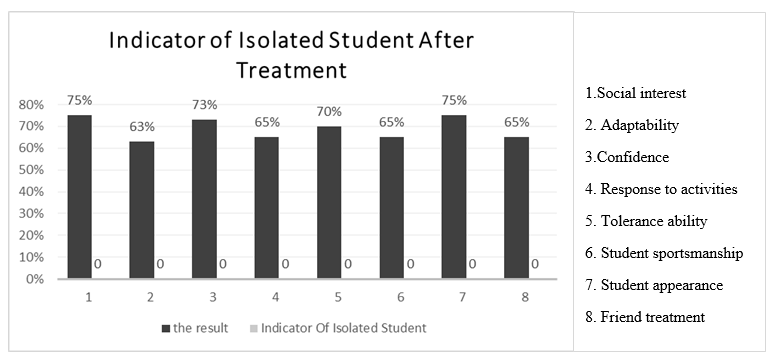 Indicator of Isolated Student After
Treatment
80%
70%
60%
50%
40%
30%
20%
10%
0%
75%
63%
73%
65%
70%
65%
75%
65%
0
0
0
0
0
0
0
0
1
2
3
4
5
6
7
8
the result
Indicator Of Isolated Student
1.Social interest
2. Adaptability
3.Confidence
4. Response to activities
5. Tolerance ability
6. Student sportsmanship
7. Student appearance
8. Friend treatment